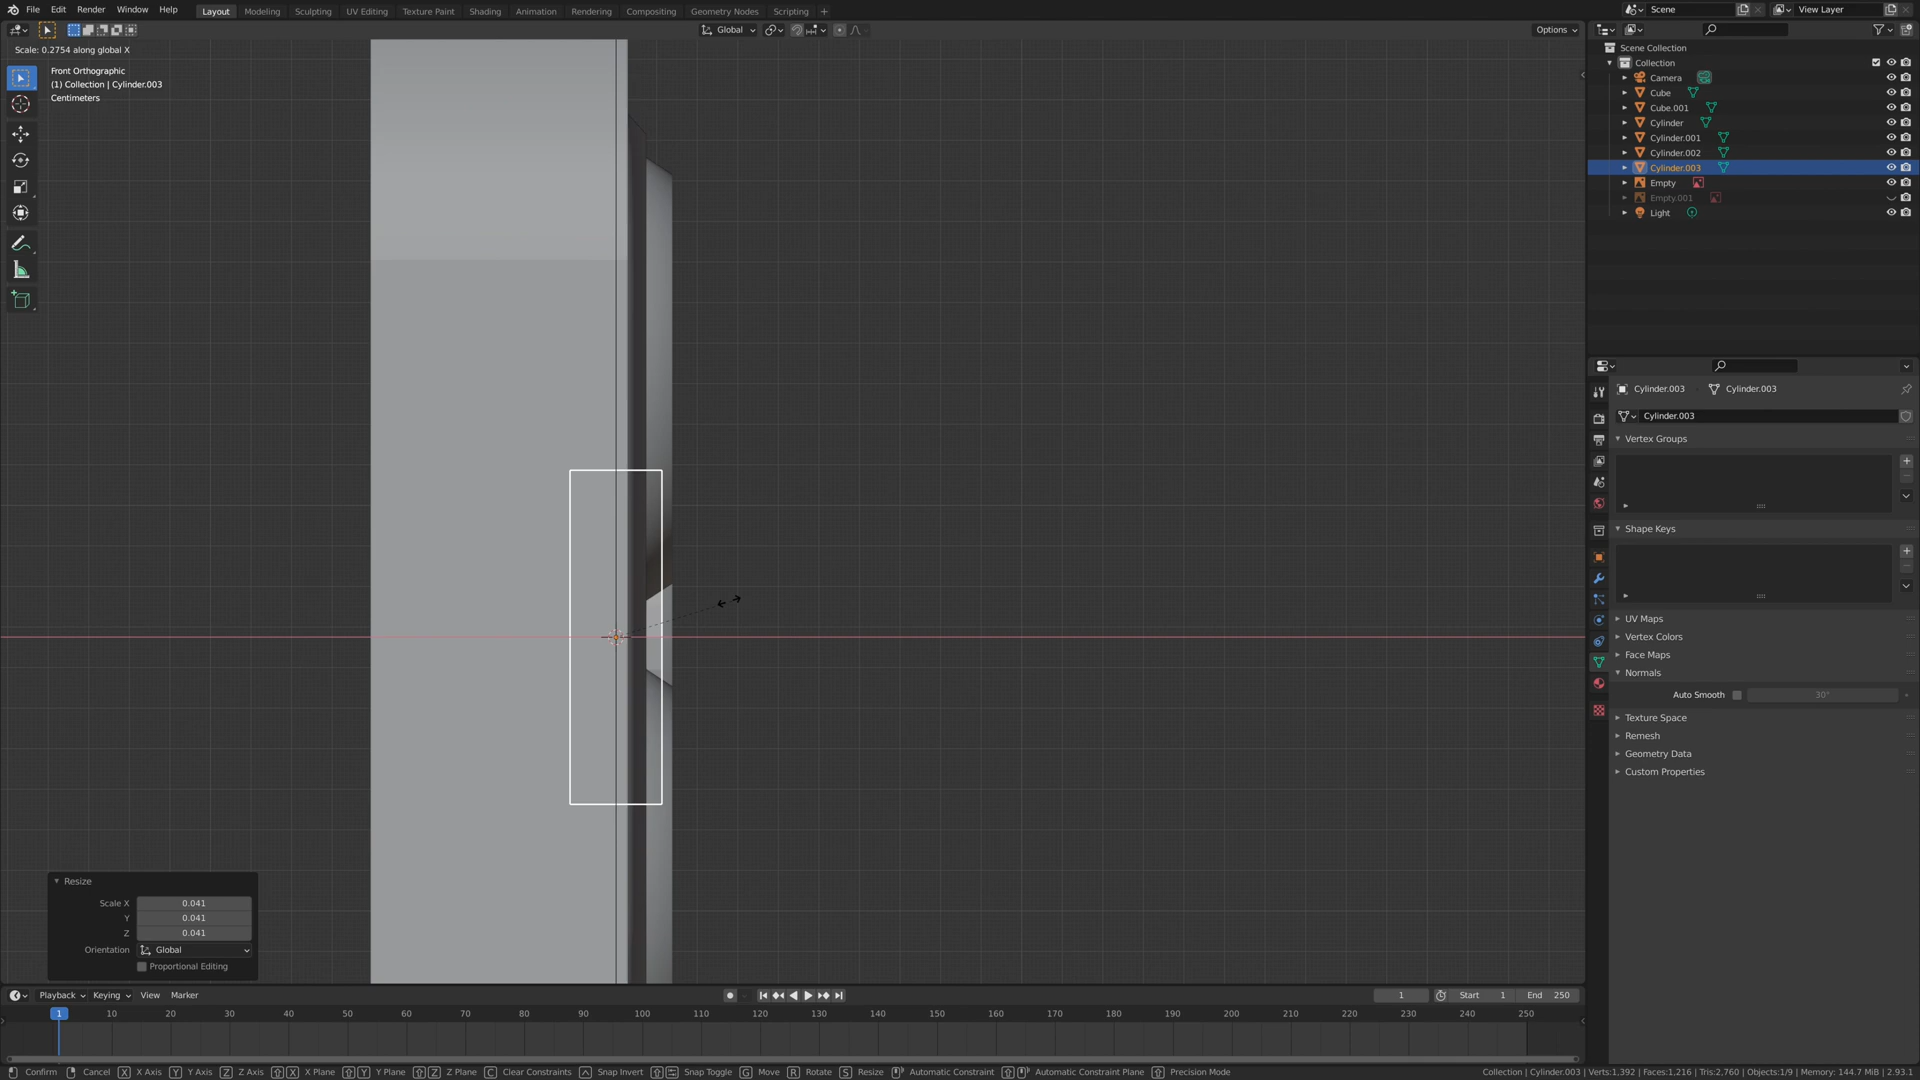 File Edit Render Window Help Layout Modeling Sculpting UV Editing Texture Paint Shading Animation Rendering Compositing Geometry Nodes Scripting + Scene View Layer
Global Options
Scale: 0.2754 along global X
Front Orthographic
(1) Collection | Cylinder.003
Centimeters
Scene Collection
Collection
Camera
Cube
Cube.001
Cylinder
Cylinder.001
Cylinder.002
Cylinder.003
Empty
Empty.001
Light
Cylinder.003 Cylinder.003
Cylinder.003
Vertex Groups
Shape Keys
UV Maps
Vertex Colors
Face Maps
Normals
Auto Smooth 30°
Texture Space
Remesh
Geometry Data
Custom Properties
Resize
Scale X 0.041
Y 0.041
Z 0.041
Orientation Global
Proportional Editing
Playback Keying View Marker 1 Start 1 End 250
1 10 20 30 40 50 60 70 80 90 100 110 120 130 140 150 160 170 180 190 200 210 220 230 240 250
Confirm Cancel X X Axis Y Y Axis Z Z Axis X X Plane Y Y Plane Z Z Plane C Clear Constraints Snap Invert Snap Toggle G Move R Rotate S Resize Automatic Constraint Automatic Constraint Plane Precision Mode Collection | Cylinder.003 | Verts:1,392 | Faces:1,216 | Tris:2,760 | Objects:1/9 | Memory: 144.7 MiB | 2.93.1